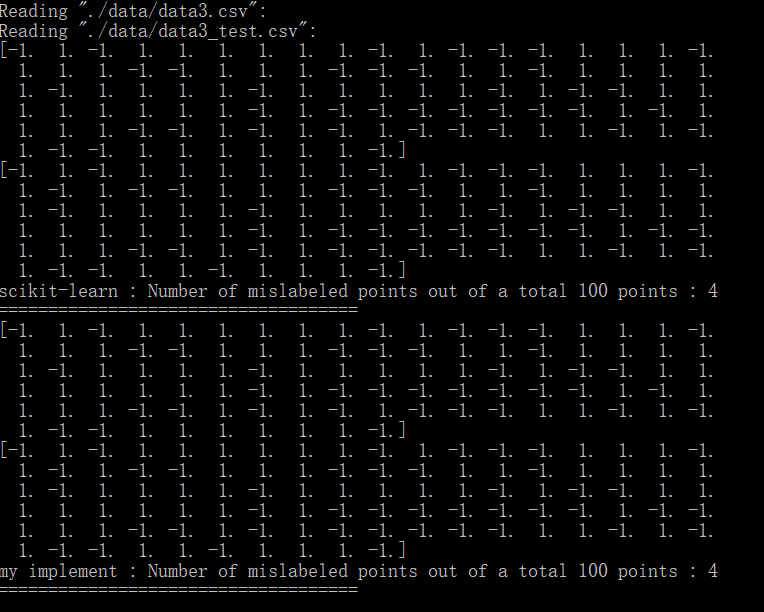 Reading "./data/data3.csv":
Reading "./data/data3_test.csv":
[-1. 1. -1. 1. 1. 1. 1. 1. 1. -1. 1. -1. -1. -1. 1. 1. 1. -1.
1. 1. 1. -1. -1. 1. 1. 1. -1. -1. -1. 1. -1. 1. 1. 1. 1. -1.
1. -1. 1. 1. 1. 1. -1. 1. 1. 1. 1. 1. -1. 1. -1. 1. 1. 1.
1. 1. 1. 1. 1. 1. 1. 1. 1. 1. -1. -1. -1. -1. -1. 1. -1. 1.
1. 1. 1. -1. -1. 1. -1. -1. 1. 1. -1. -1. -1. -1. 1. 1. -1. -1.
1. -1. -1. 1. 1. 1. 1. 1. 1. -1.]
[-1. 1. -1. 1. 1. 1. 1. 1. 1. -1. 1. -1. -1. -1. 1. 1. 1. -1.
1. -1. 1. -1. -1. 1. 1. 1. -1. -1. -1. 1. -1. 1. 1. 1. 1. -1.
1. -1. 1. 1. 1. 1. -1. 1. 1. 1. 1. 1. -1. 1. -1. -1. 1. 1.
1. 1. 1. 1. 1. 1. 1. 1. 1. 1. -1. -1. -1. -1. -1. 1. -1. 1.
1. 1. 1. -1. -1. 1. -1. -1. 1. 1. -1. -1. -1. 1. 1. 1. -1. -1.
1. -1. -1. 1. 1. -1. 1. 1. 1. -1.]
scikit-learn : Number of mislabeled points out of a total 100 points : 4
====================================
[-1. 1. -1. 1. 1. 1. 1. 1. 1. -1. 1. -1. -1. -1. 1. 1. 1. -1.
1. 1. 1. -1. -1. 1. 1. 1. -1. -1. -1. 1. -1. 1. 1. 1. 1. -1.
1. -1. 1. 1. 1. 1. -1. 1. 1. 1. 1. 1. -1. 1. -1. 1. 1. 1.
1. 1. 1. 1. 1. 1. 1. 1. 1. 1. -1. -1. -1. -1. -1. 1. -1. 1.
1. 1. 1. -1. -1. 1. -1. -1. 1. 1. -1. -1. -1. -1. 1. 1. -1. -1.
1. -1. -1. 1. 1. 1. 1. 1. 1. -1.]
[-1. 1. -1. 1. 1. 1. 1. 1. 1. -1. 1. -1. -1. -1. 1. 1. 1. -1.
1. -1. 1. -1. -1. 1. 1. 1. -1. -1. -1. 1. -1. 1. 1. 1. 1. -1.
1. -1. 1. 1. 1. 1. -1. 1. 1. 1. 1. 1. -1. 1. -1. -1. 1. 1.
1. 1. 1. 1. 1. 1. 1. 1. 1. 1. -1. -1. -1. -1. -1. 1. -1. 1.
1. 1. 1. -1. -1. 1. -1. -1. 1. 1. -1. -1. -1. 1. 1. 1. -1. -1.
1. -1. -1. 1. 1. -1. 1. 1. 1. -1.]
my implement : Number of mislabeled points out of a total 100 points : 4
====================================